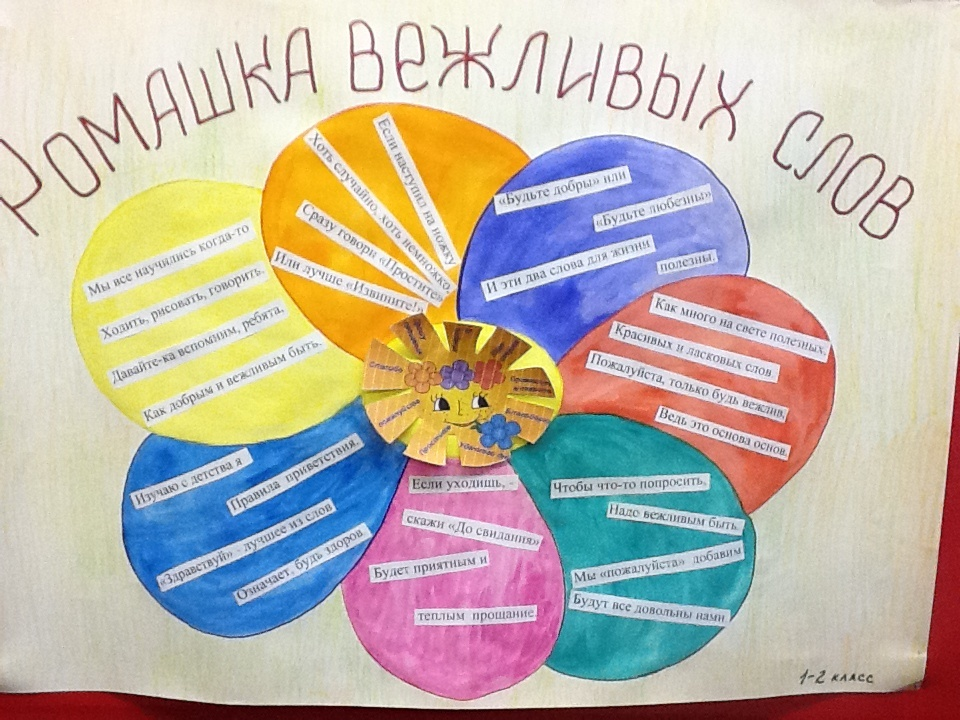 Ромашка вежливых слов
Мы все научились когда-то
Ходить, рисовать, говорить.
Давайте-ка вспомним, ребята,
Как добрым и вежливым быть.
Если наступил на ножку
Хоть случайно, хоть немножко,
Сразу говори «Простите»
Или лучше «Извините!»
«Будьте добры» или
«Будьте любезны»
И эти два слова для жизни
полезны.
Как много на свете полезных,
Красивых и ласковых слов.
Пожалуйста, только будь вежлив,
Ведь это основа основ.
Чтобы что-то попросить,
Надо вежливым быть.
Мы «пожалуйста» добавим
Будут все довольны нами
Если уходишь, -
скажи «До свидания»
Будет приятным и
теплым прощание.
Изучаю с детства я
Правила приветствия.
«Здравствуй» - лучшее из слов
Означает, будь здоров.
Спасибо
пожалуйста
1-2 класс